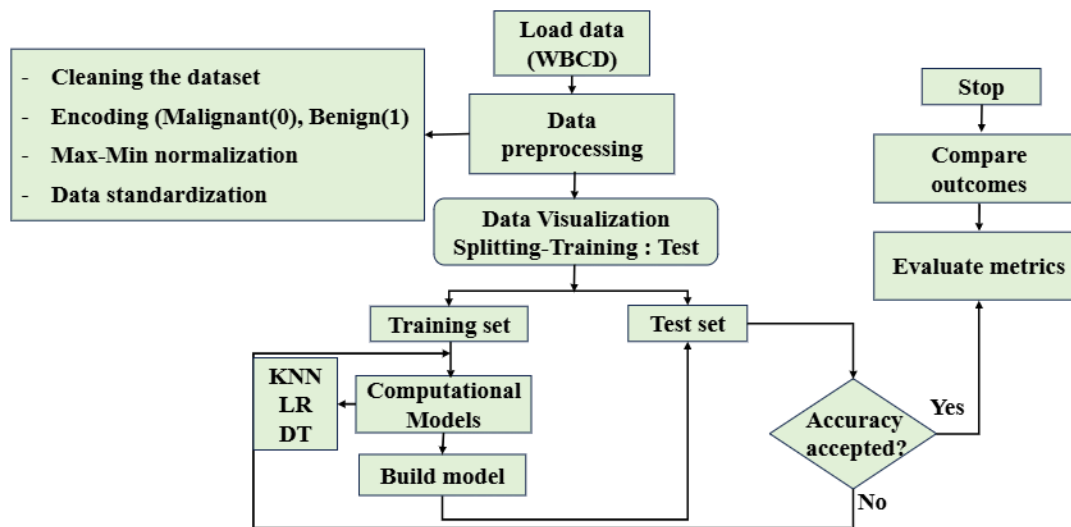 Load data
(WBCD)
- Cleaning the dataset
- Encoding (Malignant(0), Benign(1)
- Max-Min normalization
- Data standardization
Data
preprocessing
Data Visualization
Splitting-Training : Test
Training set
Test set
KNN
LR
DT
Computational
Models
Build model
Accuracy
accepted?
Yes
No
Stop
Compare
outcomes
Evaluate metrics